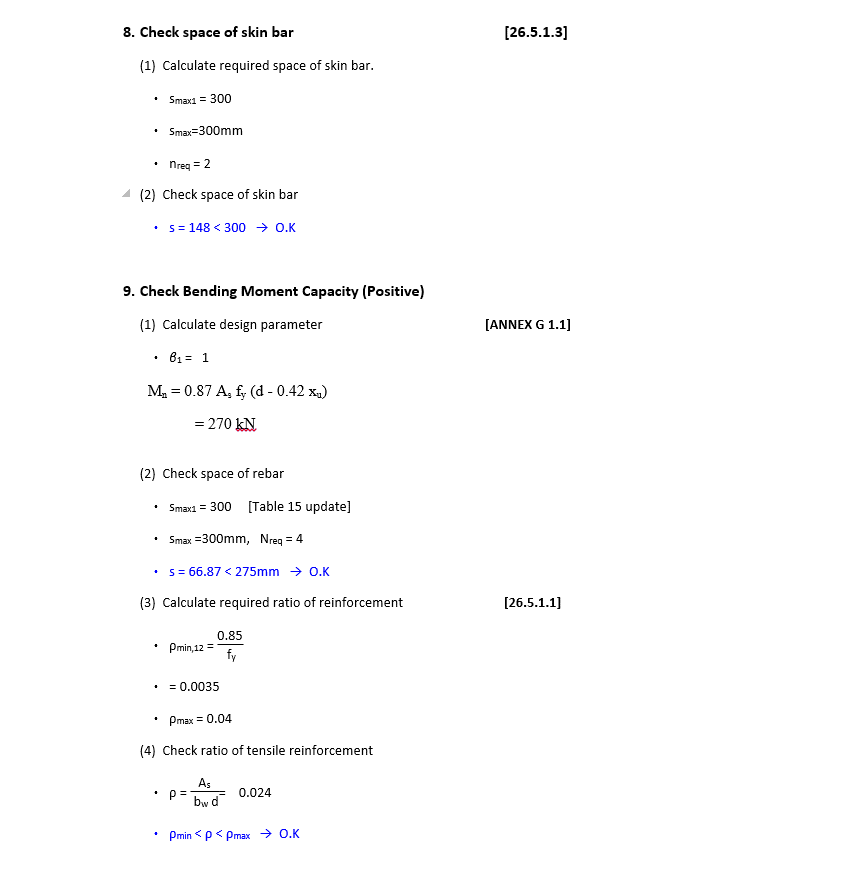 8. Check space of skin bar [26.5.1.3]
(1) Calculate required space of skin bar.
• smax1 = 300
• smax=300mm
• nreq = 2
(2) Check space of skin bar
• s = 148 < 300 → O.K
9. Check Bending Moment Capacity (Positive)
(1) Calculate design parameter [ANNEX G 1.1]
• β1 = 1
Mn = 0.87 As fy (d - 0.42 xu)
= 270 kN
(2) Check space of rebar
• smax1 = 300 [Table 15 update]
• smax =300mm, Nreq = 4
• s = 66.87 < 275mm → O.K
(3) Calculate required ratio of reinforcement [26.5.1.1]
• ρmin,12 = 0.85 / fy
• = 0.0035
• ρmax = 0.04
(4) Check ratio of tensile reinforcement
• ρ = As / bw d = 0.024
• ρmin < ρ < ρmax → O.K